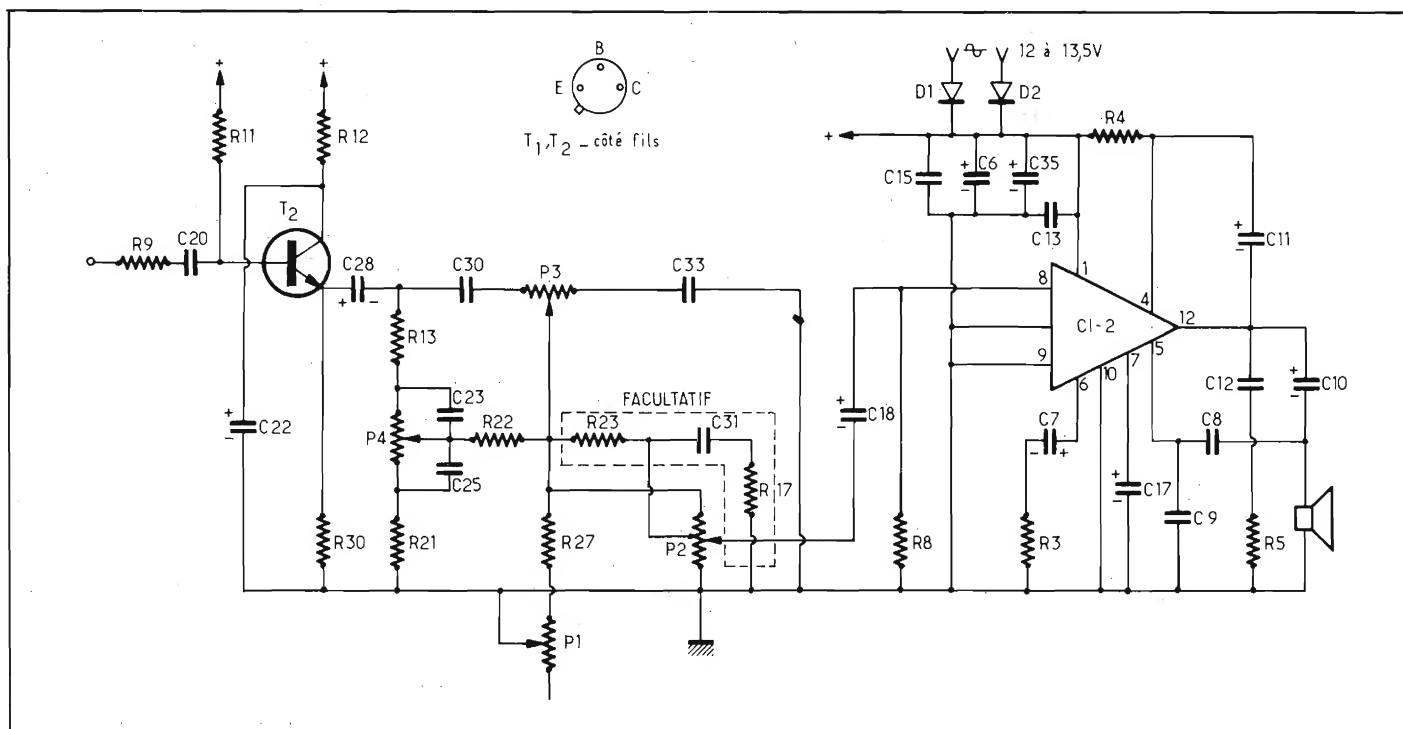 B
E
C
T1,T2 – côté fils
12 à 13,5V
D1
D2
+
+
R11
R12
T2
R9
C20
C28
+
-
C30
P3
C33
R13
C23
P4
R22
C25
R21
R30
+
-
C22
FACULTATIF
R23
C31
R17
R27
P2
P1
+
-
C18
R8
+
C15
+
-
C6
+
-
C35
C13
R4
+
-
C11
8
1
4
CI-2
12
9
6
10
7
5
C7
-
+
R3
+
-
C17
C9
C8
C12
R5
+
-
C10